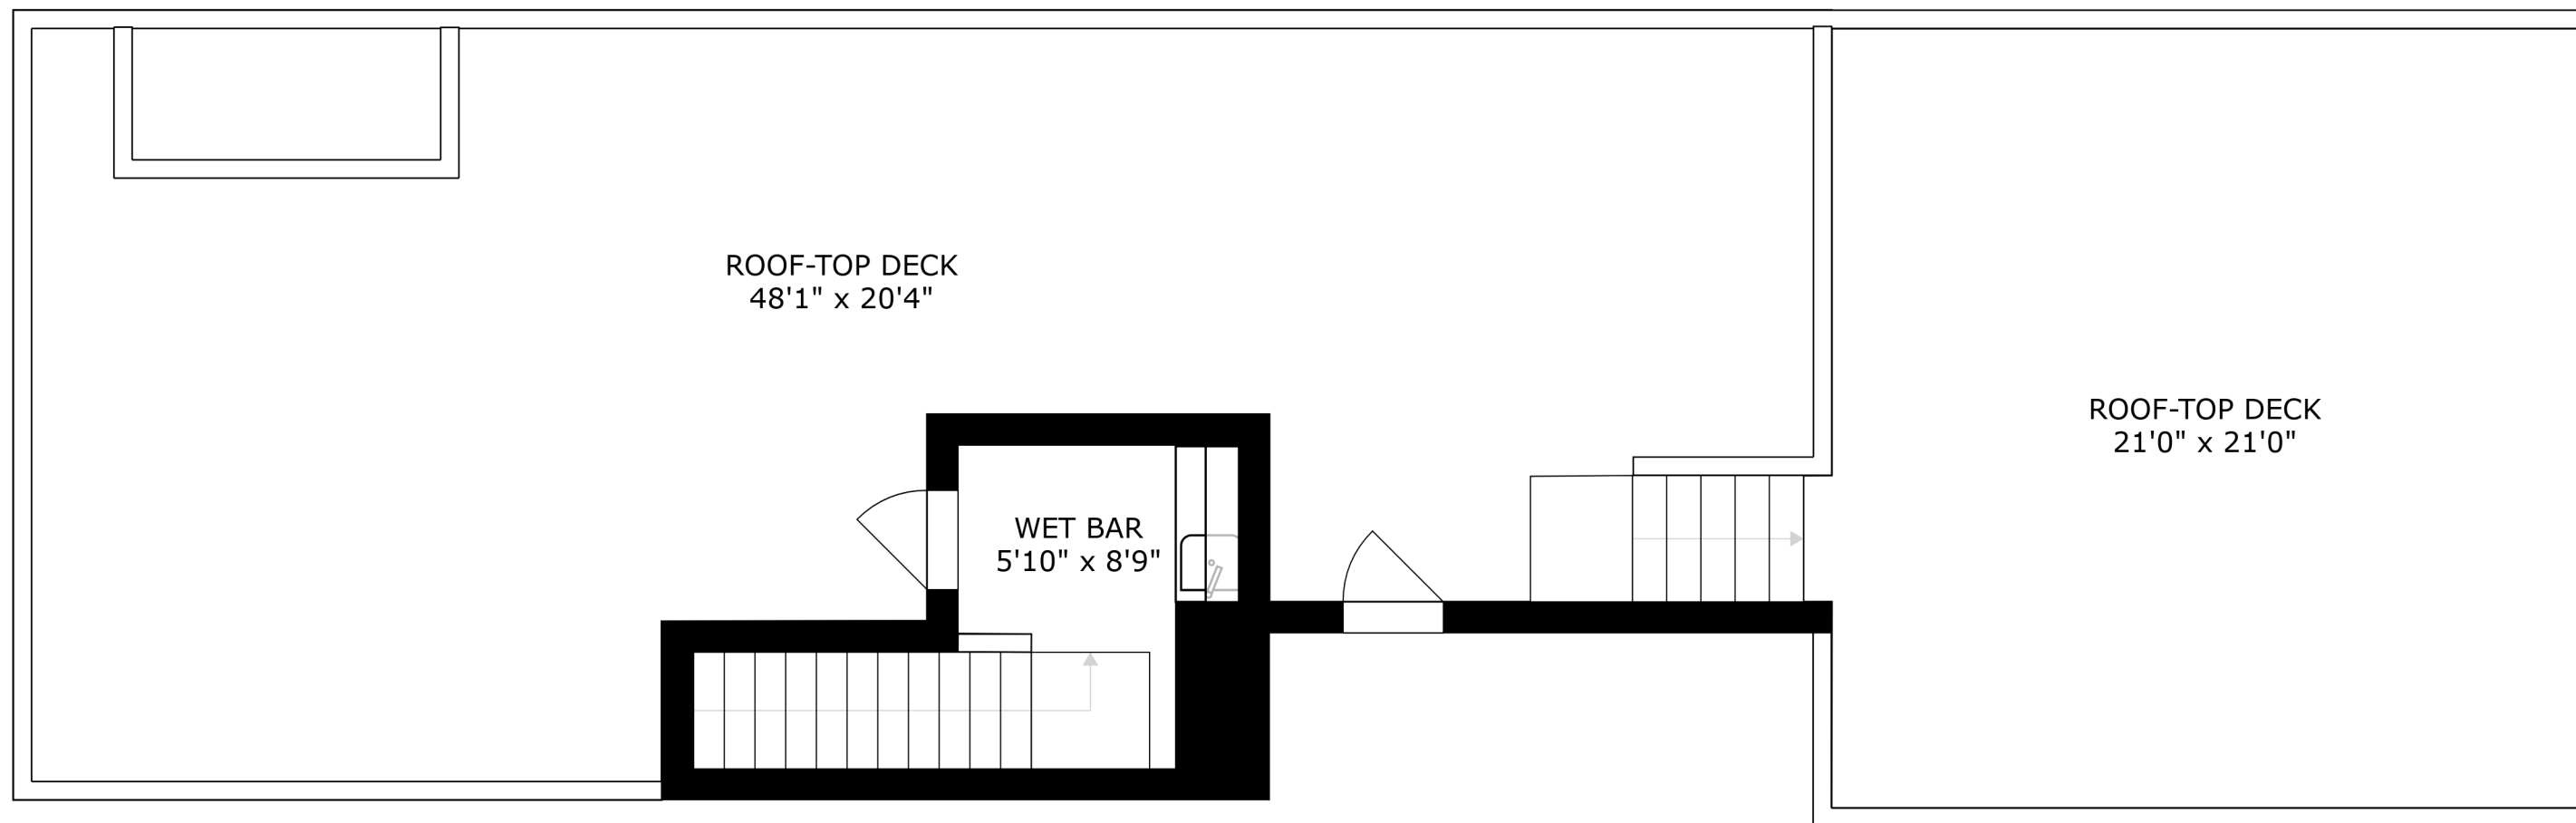 ROOF-TOP DECK
48'1" x 20'4"
ROOF-TOP DECK
21'0" x 21'0"
WET BAR
5'10" x 8'9"